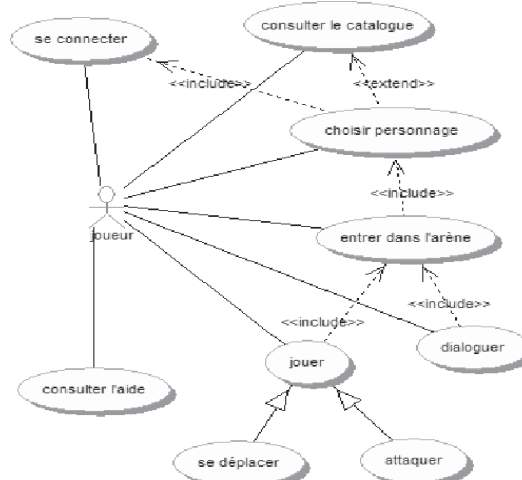 consulter le catalogue
se connecter
<<include>>
<<extend>>
choisir personnage
<<include>>
joueur
entrer dans l'arène
<<include>>
<<include>>
dialoguer
jouer
consulter l'aide
se déplacer
attaquer